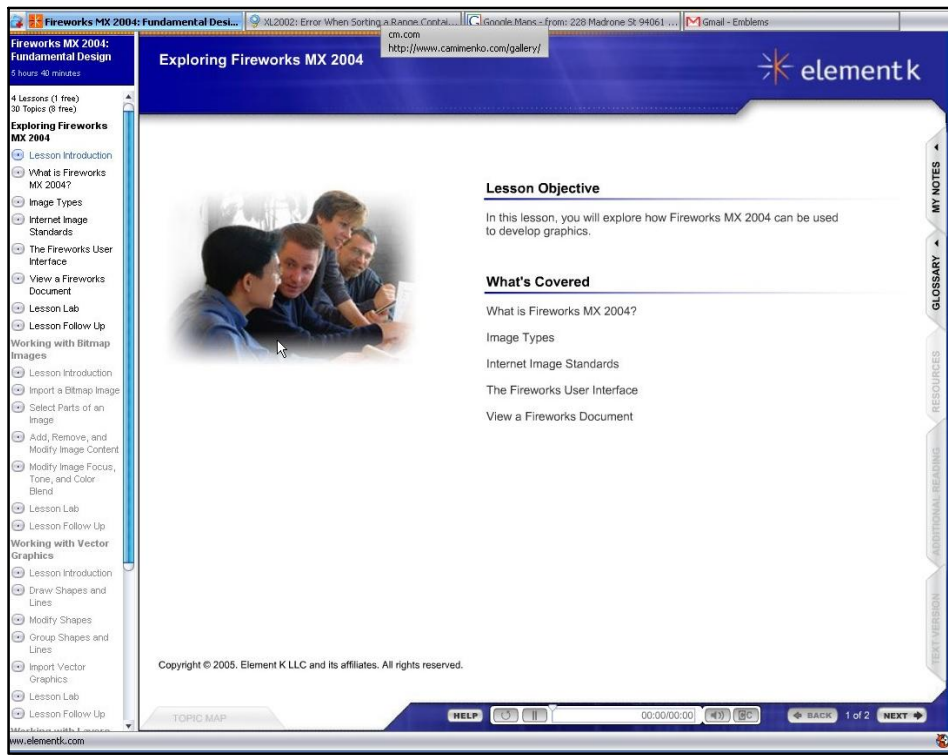 Fireworks MX 2004: Fundamental Desi...
XL2002: Error When Sorting a Range Contai...
Google Maps - from: 228 Madrone St 94061 ...
Gmail - Emblems
cm.com
http://www.camimenko.com/gallery/
Fireworks MX 2004:
Fundamental Design
5 hours 40 minutes
4 Lessons (1 free)
30 Topics (8 free)
Exploring Fireworks
MX 2004
Lesson Introduction
What is Fireworks
MX 2004?
Image Types
Internet Image
Standards
The Fireworks User
Interface
View a Fireworks
Document
Lesson Lab
Lesson Follow Up
Working with Bitmap
Images
Lesson Introduction
Import a Bitmap Image
Select Parts of an
Image
Add, Remove, and
Modify Image Content
Modify Image Focus,
Tone, and Color
Blend
Lesson Lab
Lesson Follow Up
Working with Vector
Graphics
Lesson Introduction
Draw Shapes and
Lines
Modify Shapes
Group Shapes and
Lines
Import Vector
Graphics
Lesson Lab
Lesson Follow Up
Exploring Fireworks MX 2004
element k
Lesson Objective
In this lesson, you will explore how Fireworks MX 2004 can be used
to develop graphics.
What's Covered
What is Fireworks MX 2004?
Image Types
Internet Image Standards
The Fireworks User Interface
View a Fireworks Document
MY NOTES
GLOSSARY
RESOURCES
ADDITIONAL READING
TEXT VERSION
Copyright © 2005. Element K LLC and its affiliates. All rights reserved.
TOPIC MAP
HELP
00:00/00:00
CC
BACK
1 of 2
NEXT
ww.elementk.com